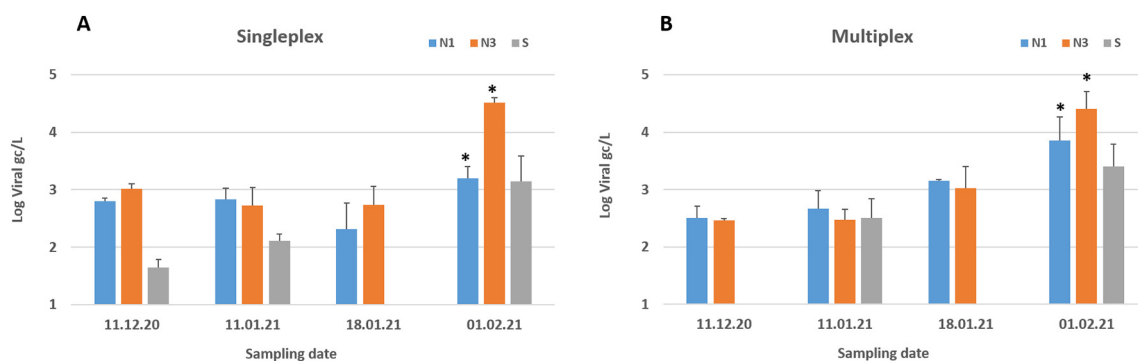 A
Singleplex
N1 N3 S
5
4
3
2
1
Log Viral gc/L
* *
11.12.20 11.01.21 18.01.21 01.02.21
Sampling date
B
Multiplex
N1 N3 S
5
4
3
2
1
Log Viral gc/L
* *
11.12.20 11.01.21 18.01.21 01.02.21
Sampling date